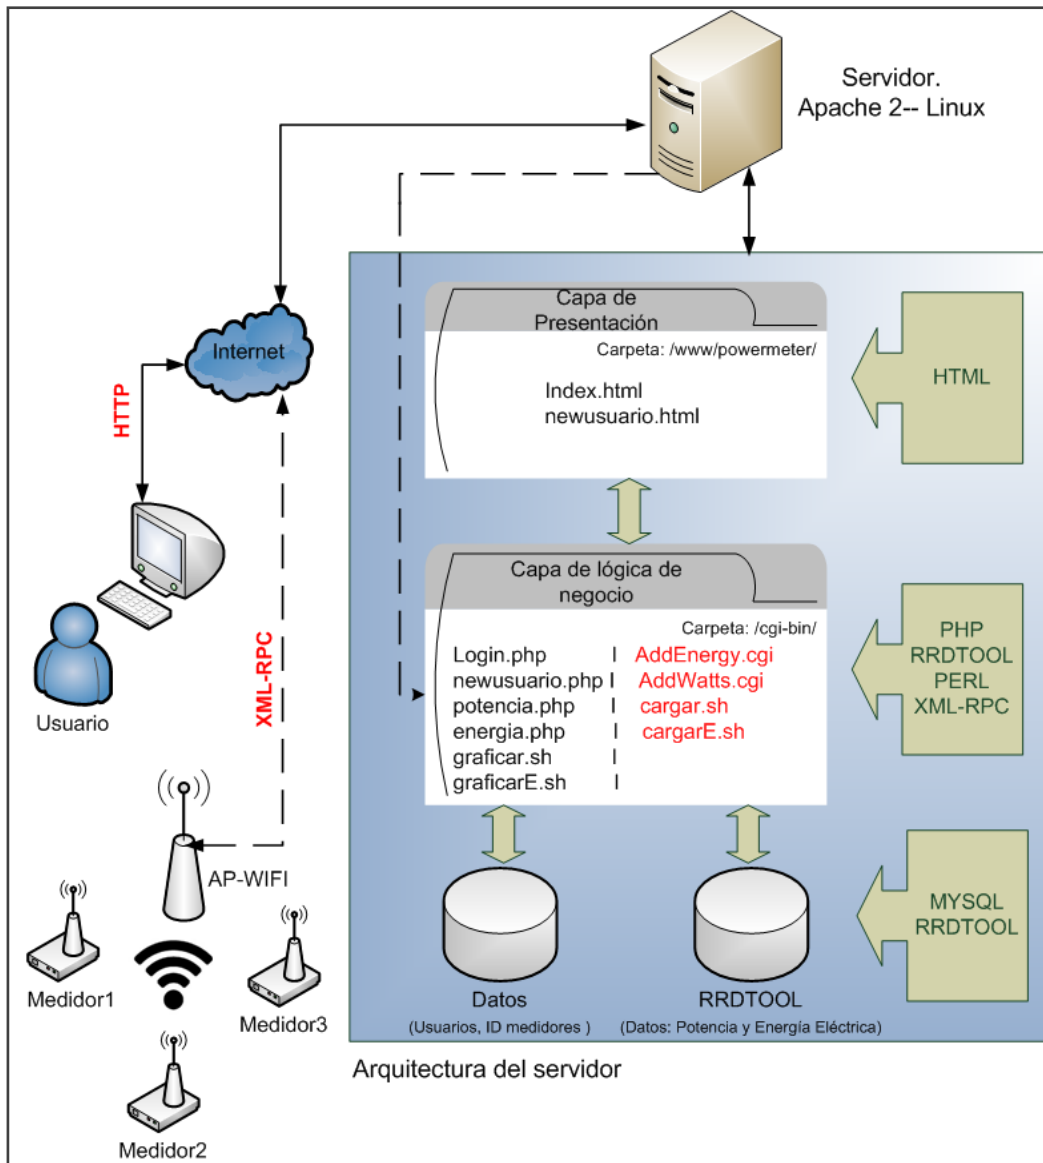 Servidor.
Apache 2-- Linux
Internet
HTTP
XML-RPC
Usuario
AP-WIFI
Medidor1
Medidor3
Medidor2
Capa de
Presentación
Carpeta: /www/powermeter/
Index.html
newusuario.html
HTML
Capa de lógica de
negocio
Carpeta: /cgi-bin/
Login.php | AddEnergy.cgi
newusuario.php | AddWatts.cgi
potencia.php | cargar.sh
energia.php | cargarE.sh
graficar.sh |
graficarE.sh |
PHP
RRDTOOL
PERL
XML-RPC
Datos
(Usuarios, ID medidores )
RRDTOOL
(Datos: Potencia y Energía Eléctrica)
MYSQL
RRDTOOL
Arquitectura del servidor